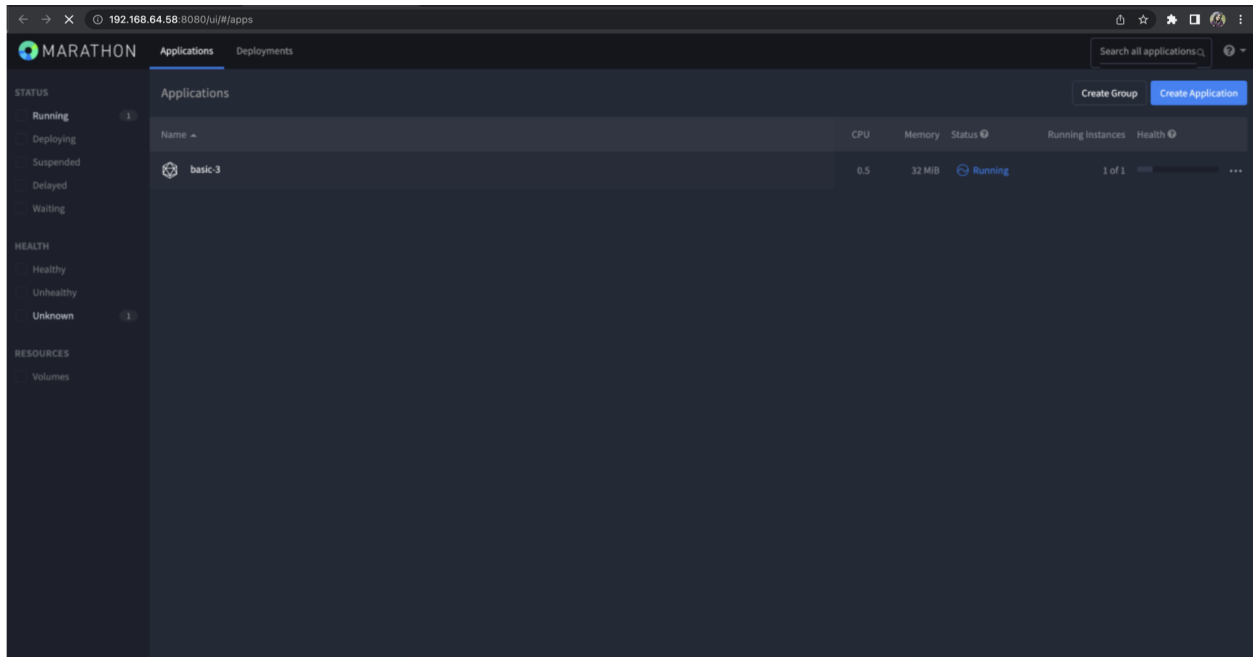 192.168.64.58:8080/ui/#/apps
MARATHON Applications Deployments Search all applications
STATUS
Running 1
Deploying
Suspended
Delayed
Waiting
HEALTH
Healthy
Unhealthy
Unknown 1
RESOURCES
Volumes
Applications Create Group Create Application
Name CPU Memory Status Running Instances Health
basic-3 0.5 32 MiB Running 1 of 1